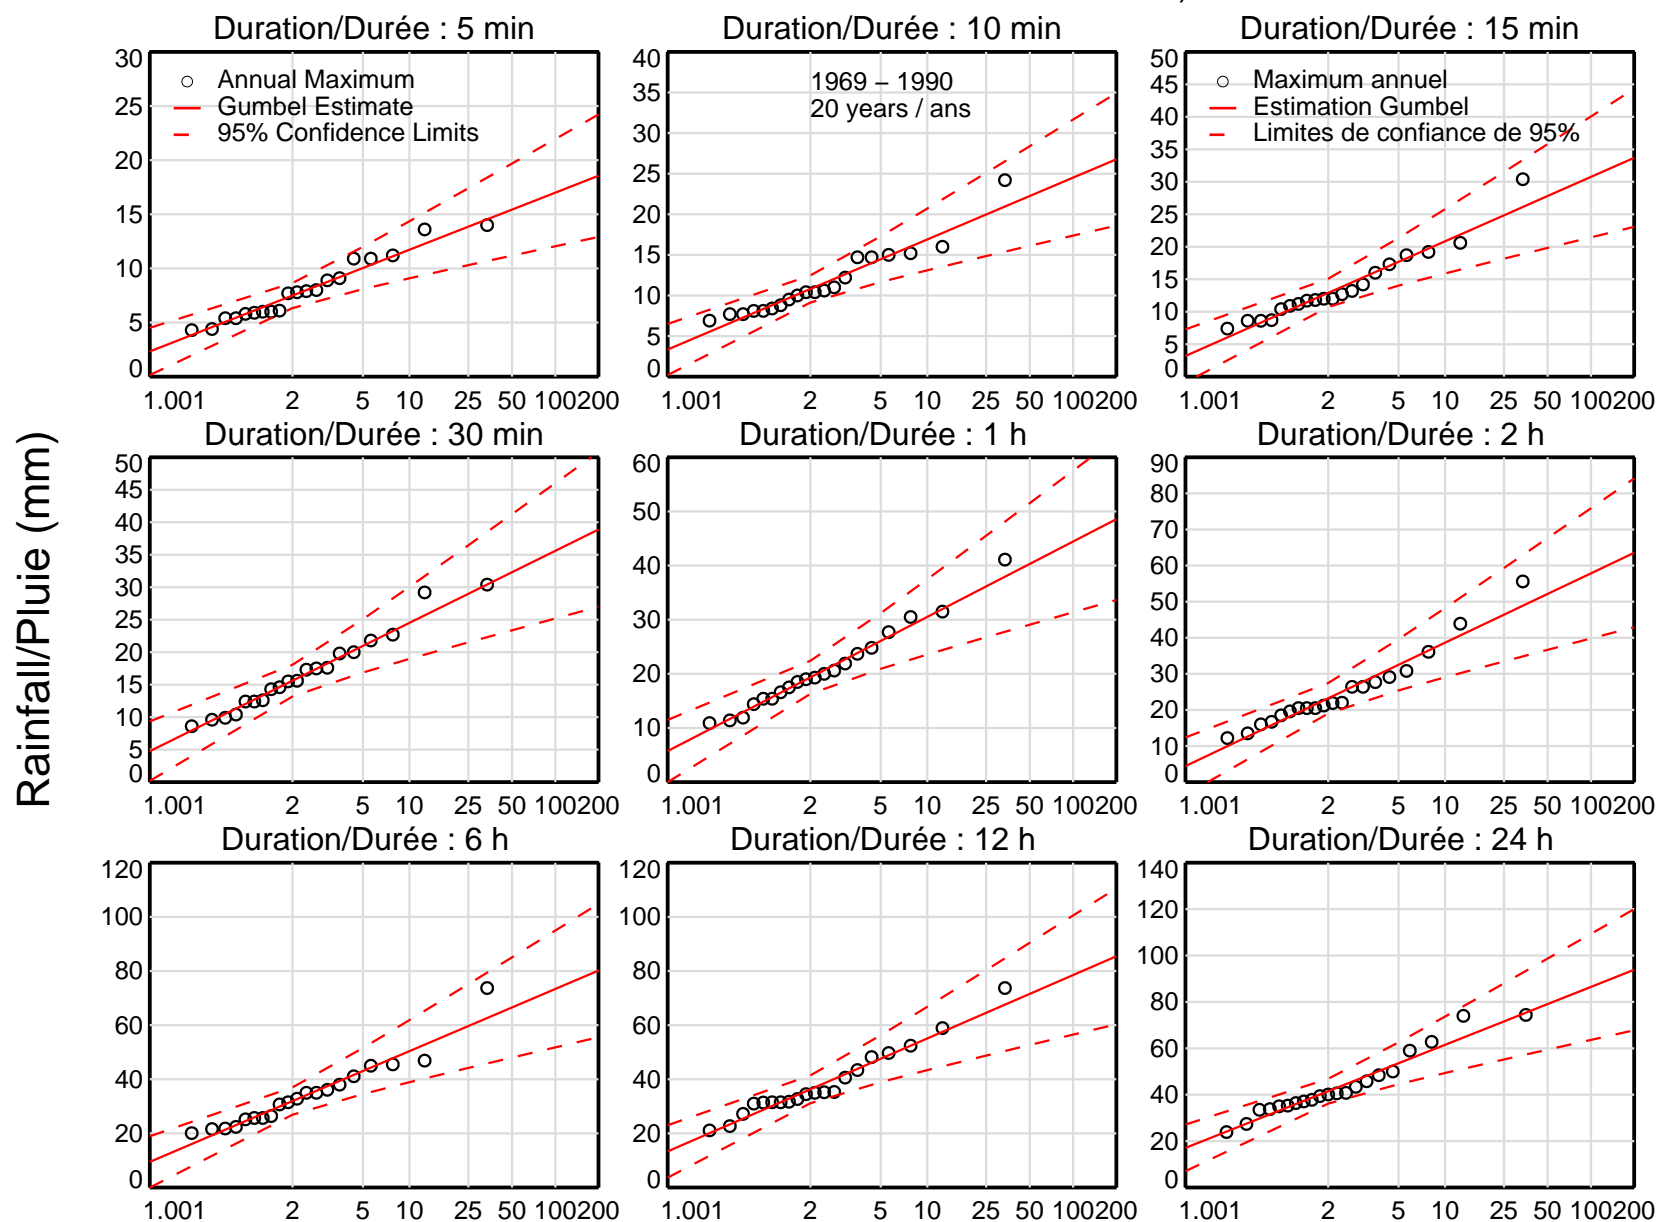 Duration/Durée : 5 min
30
25
20
15
10
5
0
Annual Maximum
Gumbel Estimate
95% Confidence Limits
1.001 2 5 10 25 50 100200
Duration/Durée : 10 min
40
35
30
25
20
15
10
5
0
1969 – 1990
20 years / ans
1.001 2 5 10 25 50 100200
Duration/Durée : 15 min
50
45
40
35
30
25
20
15
10
5
0
Maximum annuel
Estimation Gumbel
Limites de confiance de 95%
1.001 2 5 10 25 50 100200
Rainfall/Pluie (mm)
Duration/Durée : 30 min
50
45
40
35
30
25
20
15
10
5
0
1.001 2 5 10 25 50 100200
Duration/Durée : 1 h
60
50
40
30
20
10
0
1.001 2 5 10 25 50 100200
Duration/Durée : 2 h
90
80
70
60
50
40
30
20
10
0
1.001 2 5 10 25 50 100200
Duration/Durée : 6 h
120
100
80
60
40
20
0
1.001 2 5 10 25 50 100200
Duration/Durée : 12 h
120
100
80
60
40
20
0
1.001 2 5 10 25 50 100200
Duration/Durée : 24 h
140
120
100
80
60
40
20
0
1.001 2 5 10 25 50 100200